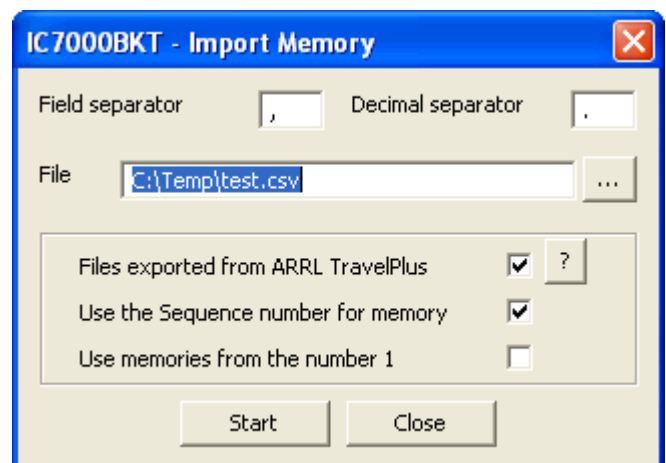 IC7000BKT - Import Memory
Field separator , Decimal separator .
File C:\Temp\test.csv ...
Files exported from ARRL TravelPlus ?
Use the Sequence number for memory
Use memories from the number 1
Start Close